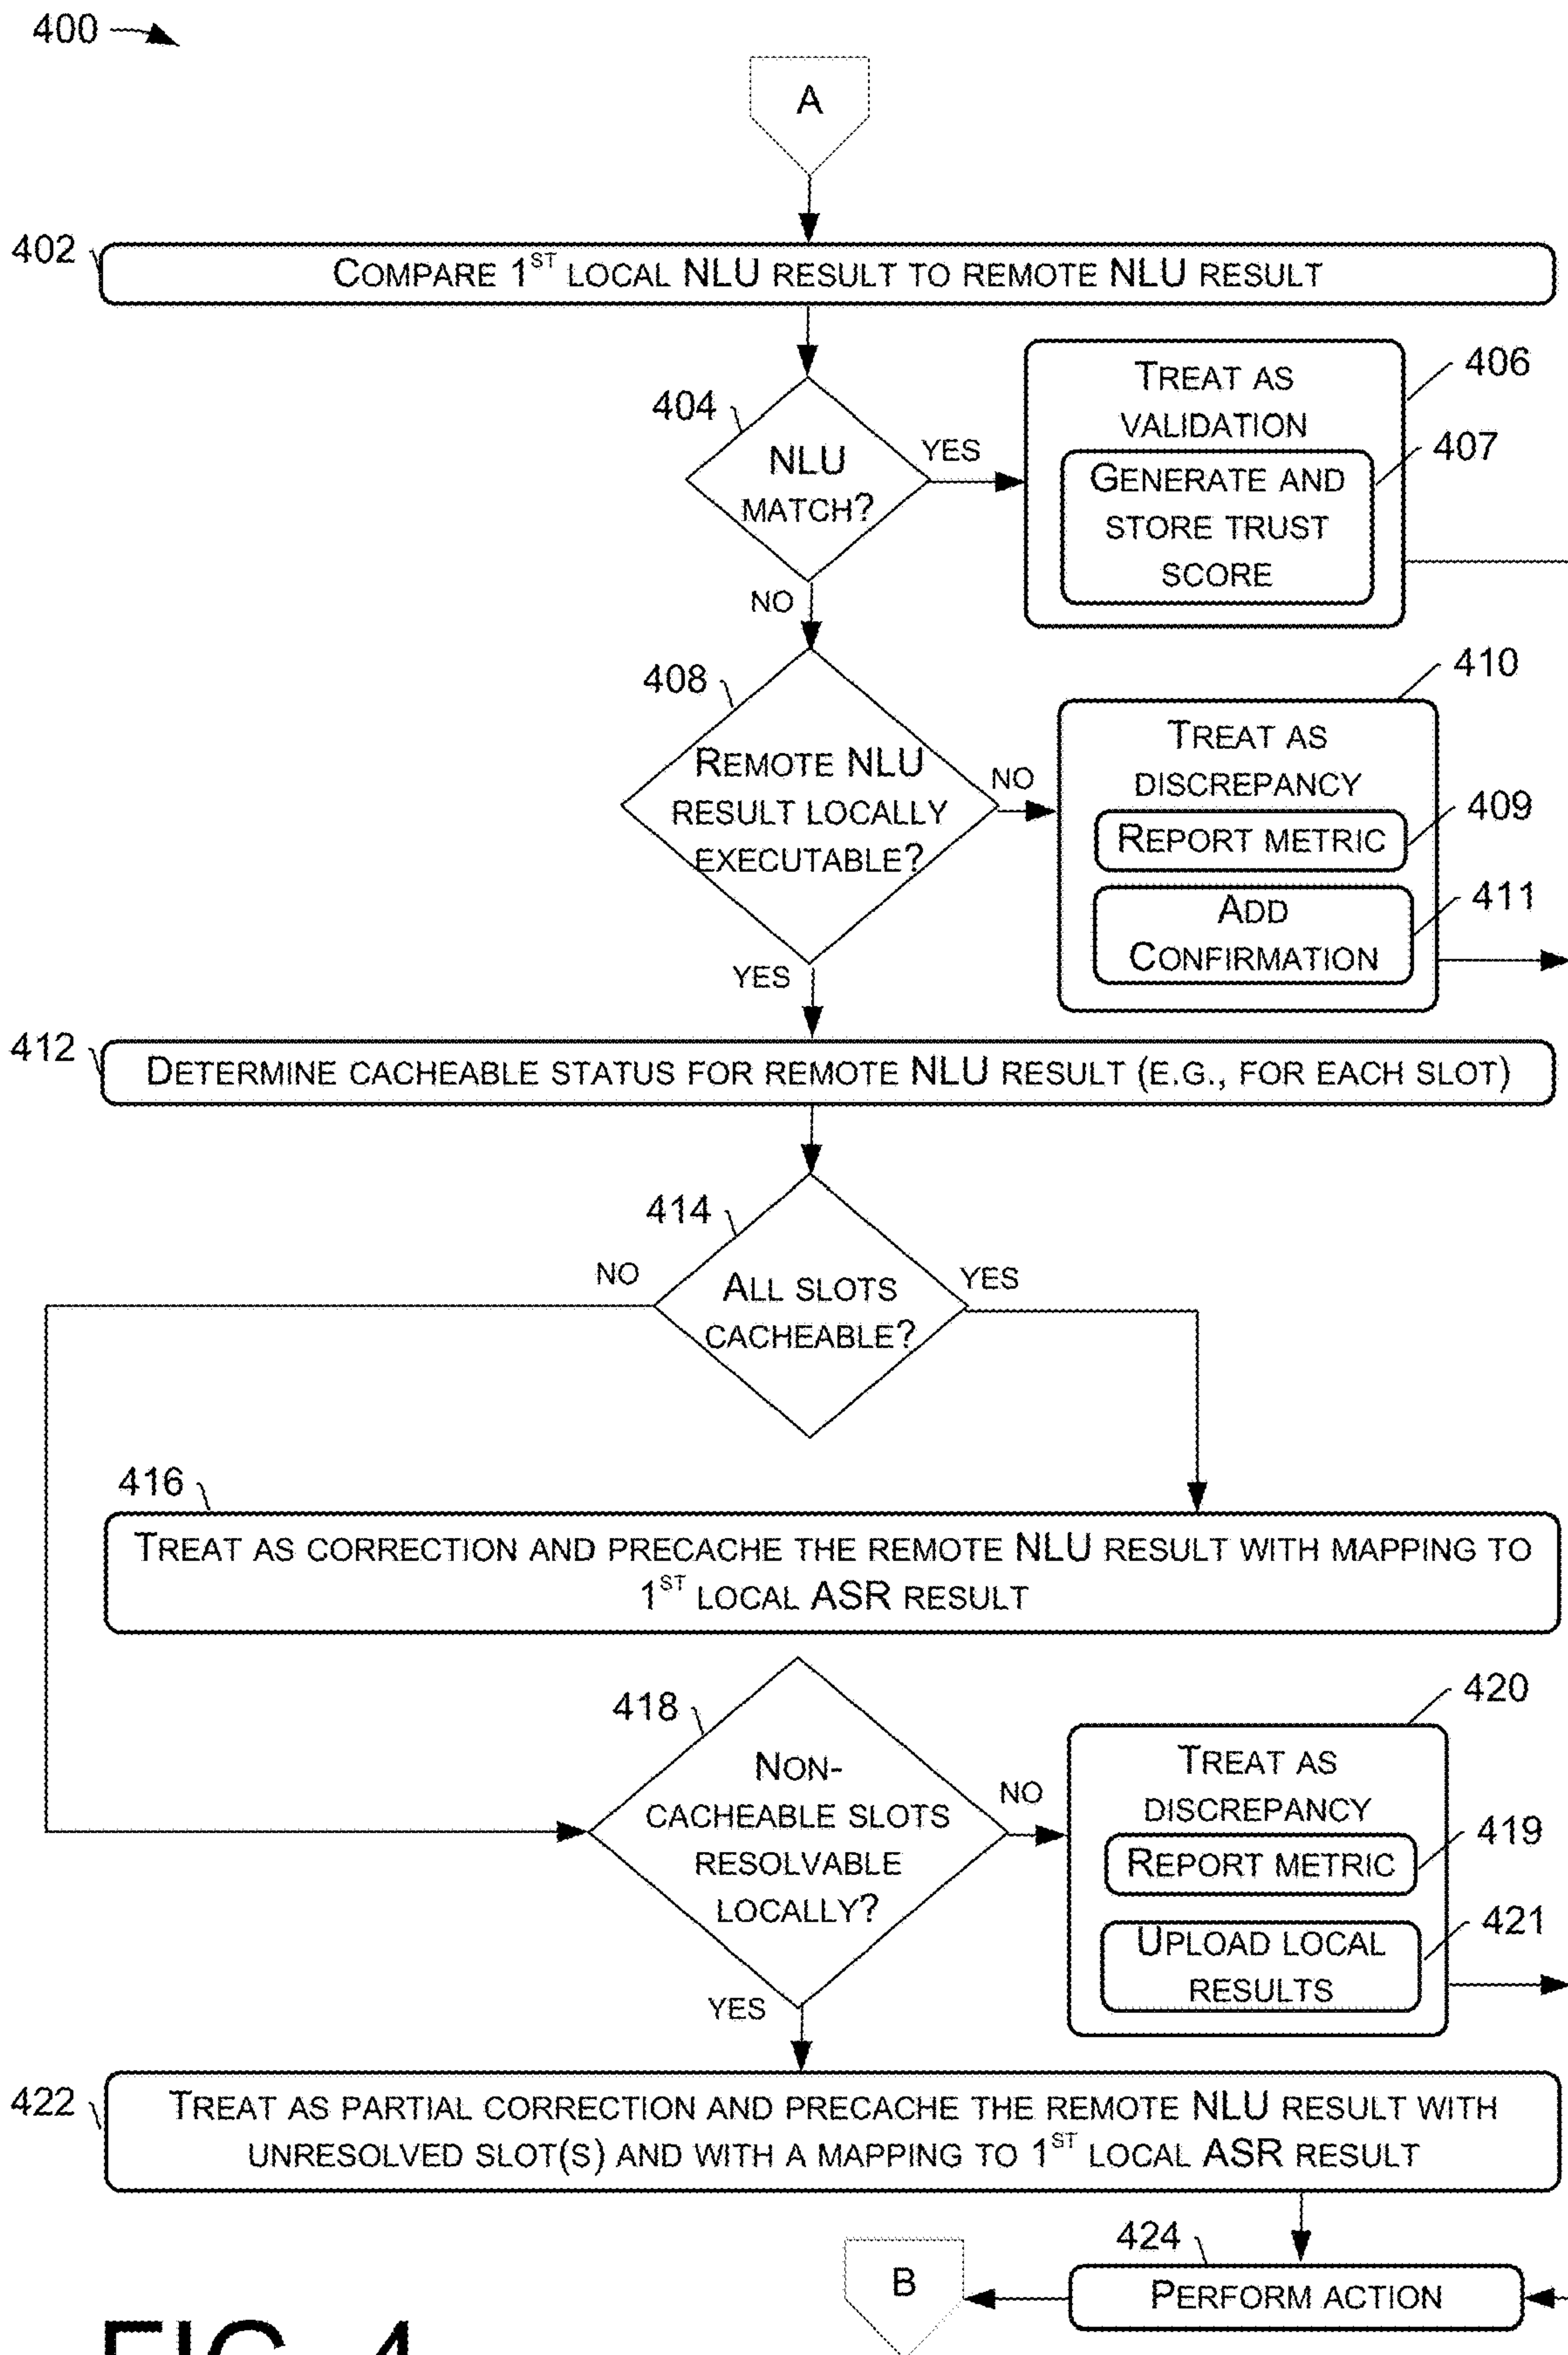 400
A
402
COMPARE 1ST LOCAL NLU RESULT TO REMOTE NLU RESULT
404
NLU
MATCH?
YES
NO
TREAT AS
VALIDATION
406
407
GENERATE AND
STORE TRUST
SCORE
408
REMOTE NLU
RESULT LOCALLY
EXECUTABLE?
NO
YES
410
TREAT AS
DISCREPANCY
409
REPORT METRIC
411
ADD
CONFIRMATION
412
DETERMINE CACHEABLE STATUS FOR REMOTE NLU RESULT (E.G., FOR EACH SLOT)
414
NO
YES
ALL SLOTS
CACHEABLE?
416
TREAT AS CORRECTION AND PRECACHE THE REMOTE NLU RESULT WITH MAPPING TO
1ST LOCAL ASR RESULT
418
NON-
CACHEABLE SLOTS
RESOLVABLE
LOCALLY?
NO
YES
420
TREAT AS
DISCREPANCY
419
REPORT METRIC
421
UPLOAD LOCAL
RESULTS
422
TREAT AS PARTIAL CORRECTION AND PRECACHE THE REMOTE NLU RESULT WITH
UNRESOLVED SLOT(S) AND WITH A MAPPING TO 1ST LOCAL ASR RESULT
424
B
PERFORM ACTION
FIG. 4